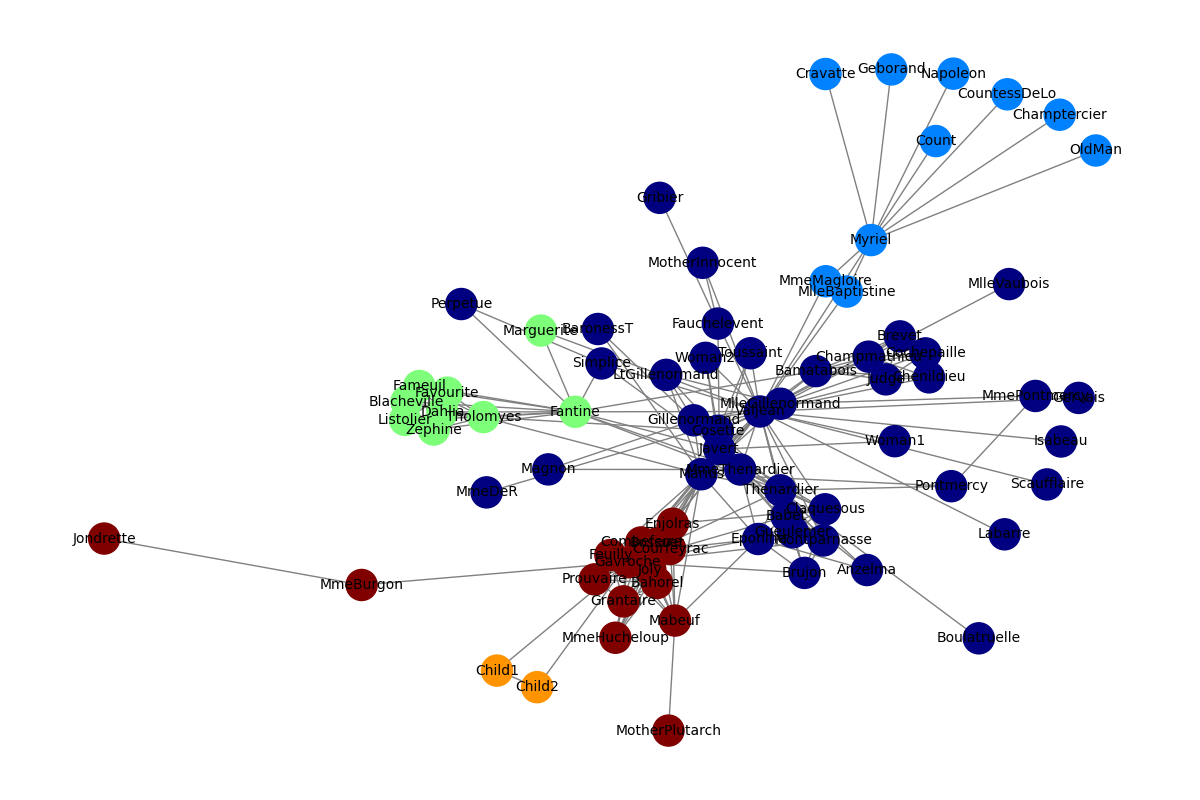 Cravatte
Geborand
Napoleon
CountessDeLo
Champtercier
Count
OldMan
Gribier
Myriel
MotherInnocent
MmeMagloire
MlleBaptistine
MlleVaubois
Perpetue
Marguerite
BaronessT
Fauchelevent
Brevet
Simplice
Woman2
Toussaint
Champmathieu
Cochepaille
LtGillenormand
Bamatabois
Judge
Chenildieu
Fameuil
Favourite
Blacheville
Dahlia
Listolier
Tholomyes
Zephine
Fantine
MlleGillenormand
Valjean
MmePontmercy
Gervais
Gillenormand
Cosette
Javert
Woman1
Isabeau
Magnon
Marius
MmeThenardier
MmeDeR
Thenardier
Pontmercy
Scaufflaire
Claquesous
Babet
Enjolras
Gueulemer
Labarre
Jondrette
Combeferre
Bossuet
Courfeyrac
Eponine
Montparnasse
Feuilly
Gavroche
Joly
Brujon
Anzelma
MmeBurgon
Prouvaire
Bahorel
Grantaire
Mabeuf
MmeHucheloup
Boulatruelle
Child1
Child2
MotherPlutarch